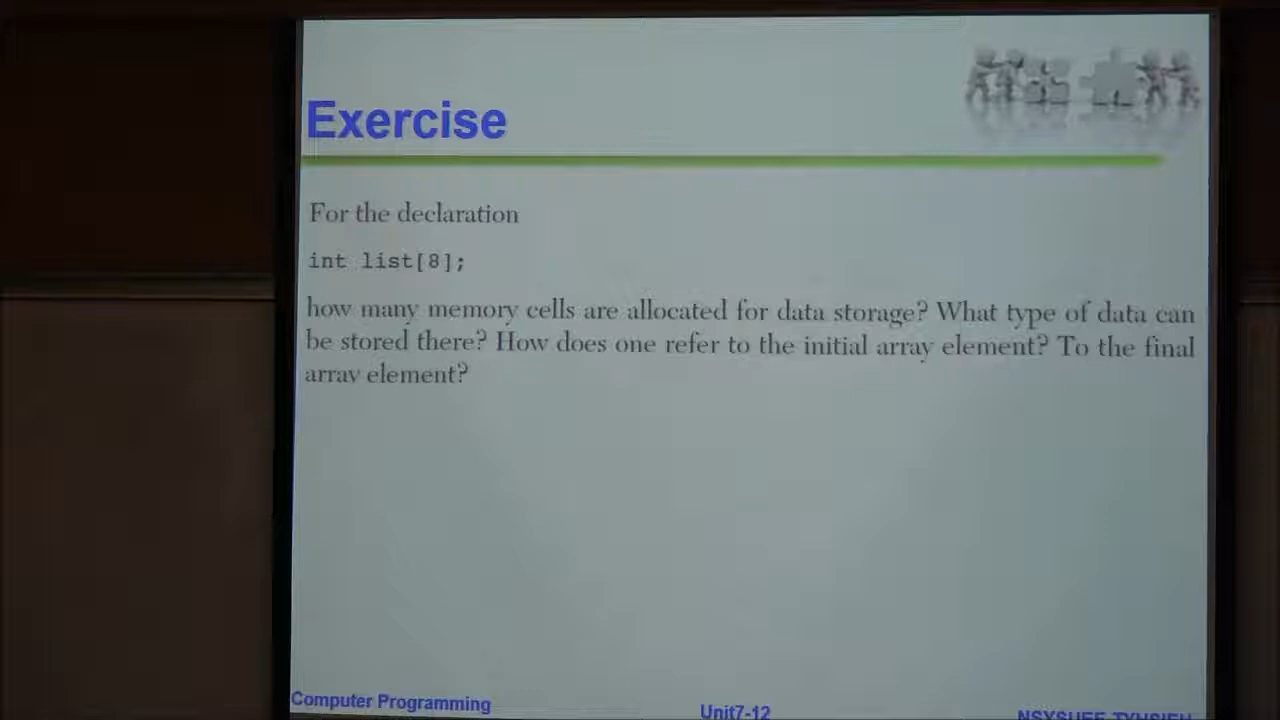 Exercise
For the declaration
int list[8];
how many memory cells are allocated for data storage? What type of data can
be stored there? How does one refer to the initial array element? To the final
array element?
Computer Programming
Unit7-12
NSYSUEE TYHSIEH